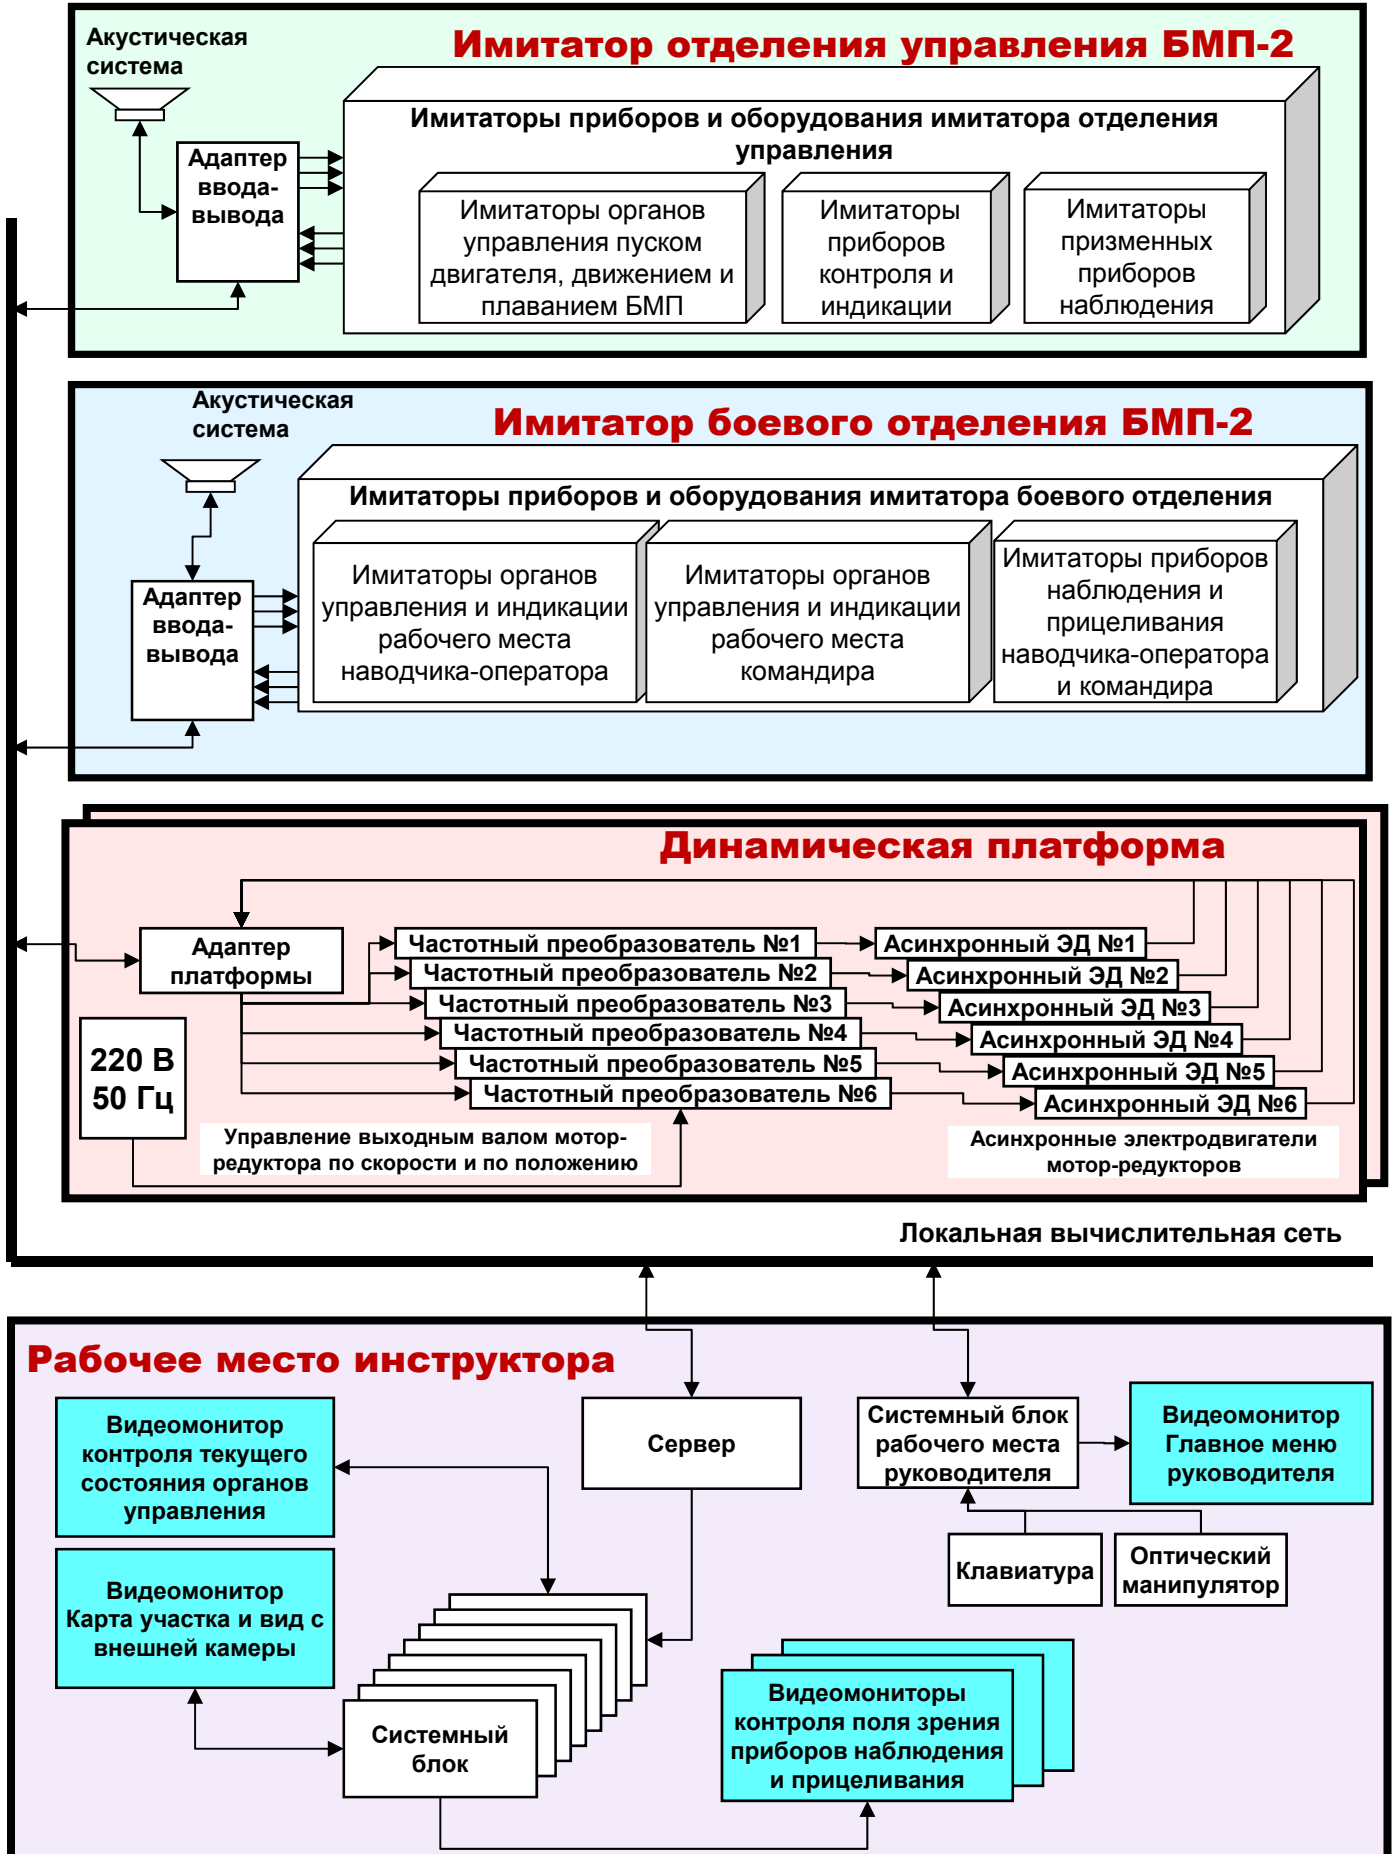 Акустическая
система
Имитатор отделения управления БМП-2
Имитаторы приборов и оборудования имитатора отделения
управления
Адаптер
ввода-
вывода
Имитаторы органов
управления пуском
двигателя, движением и
плаванием БМП
Имитаторы
приборов
контроля и
индикации
Имитаторы
призменных
приборов
наблюдения
Акустическая
система
Имитатор боевого отделения БМП-2
Имитаторы приборов и оборудования имитатора боевого отделения
Адаптер
ввода-
вывода
Имитаторы органов
управления и индикации
рабочего места
наводчика-оператора
Имитаторы органов
управления и индикации
рабочего места
командира
Имитаторы приборов
наблюдения и
прицеливания
наводчика-оператора
и командира
Динамическая платформа
Адаптер
платформы
Частотный преобразователь №1
Асинхронный ЭД №1
Частотный преобразователь №2
Асинхронный ЭД №2
Частотный преобразователь №3
Асинхронный ЭД №3
Частотный преобразователь №4
Асинхронный ЭД №4
Частотный преобразователь №5
Асинхронный ЭД №5
Частотный преобразователь №6
Асинхронный ЭД №6
220 В
50 Гц
Управление выходным валом мотор-
редуктора по скорости и по положению
Асинхронные электродвигатели
мотор-редукторов
Локальная вычислительная сеть
Рабочее место инструктора
Видеомонитор
контроля текущего
состояния органов
управления
Сервер
Системный блок
рабочего места
руководителя
Видеомонитор
Главное меню
руководителя
Клавиатура
Оптический
манипулятор
Видеомонитор
Карта участка и вид с
внешней камеры
Системный
блок
Видеомониторы
контроля поля зрения
приборов наблюдения
и прицеливания